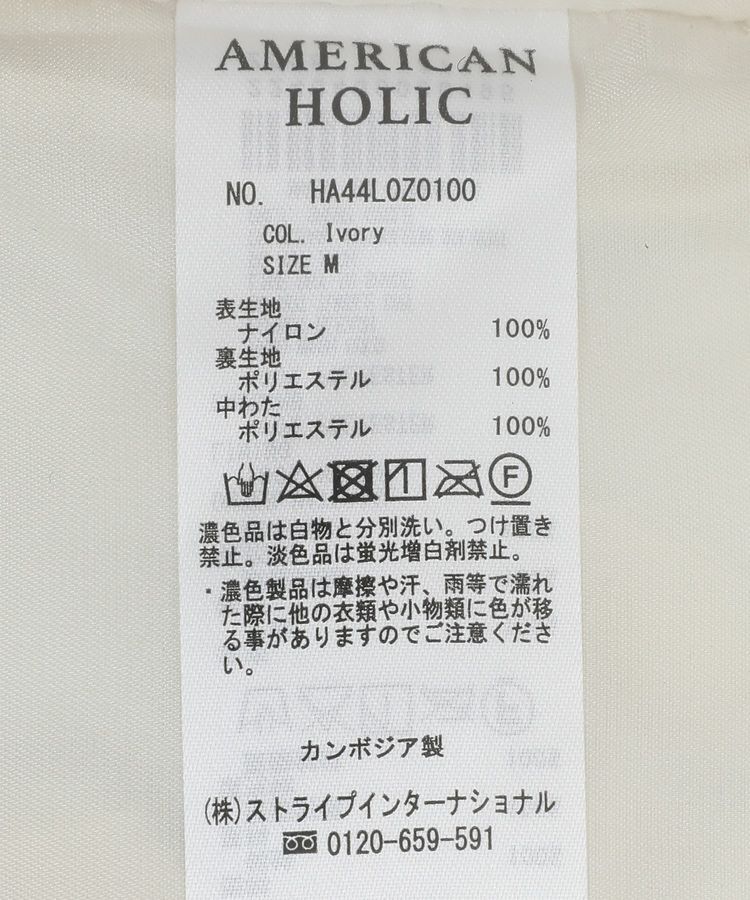 AMERICAN
HOLIC
NO. HA44L0Z0100
COL. Ivory
SIZE M
表生地
ナイロン 100%
裏生地
ポリエステル 100%
中わた
ポリエステル 100%
F
濃色品は白物と分別洗い。つけ置き
禁止。淡色品は蛍光増白剤禁止。
・濃色製品は摩擦や汗、雨等で濡れ
た際に他の衣類や小物類に色が移
る事がありますのでご注意くださ
い。
カンボジア製
(株)ストライプインターナショナル
0120-659-591